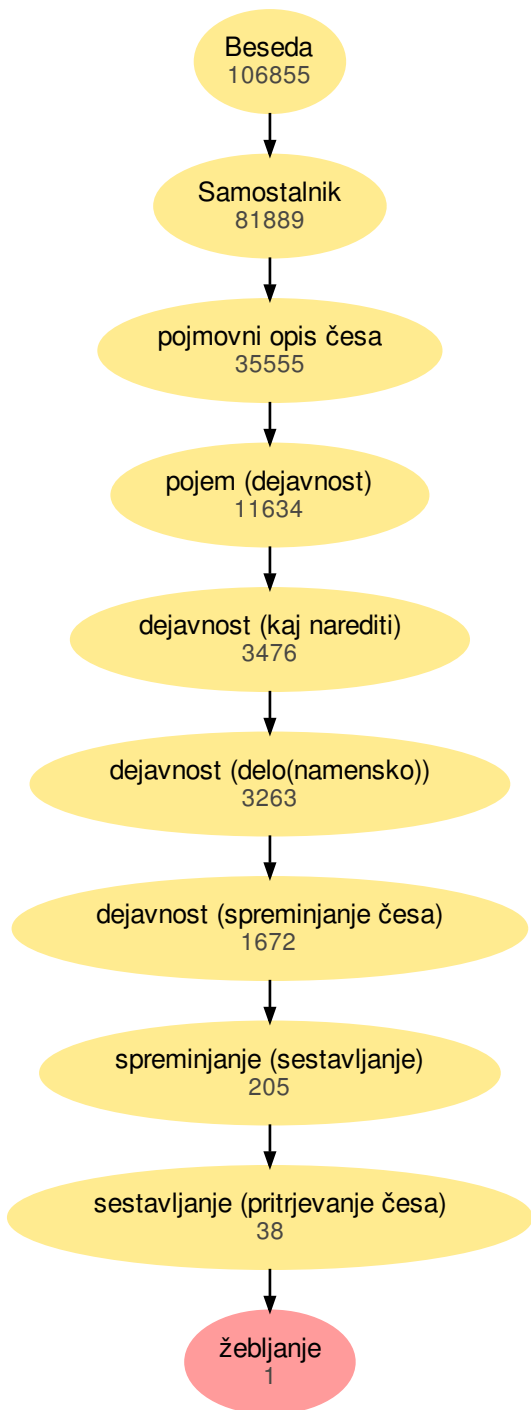 Beseda
106855
Samostalnik
81889
pojmovni opis česa
35555
pojem (dejavnost)
11634
dejavnost (kaj narediti)
3476
dejavnost (delo(namensko))
3263
dejavnost (spreminjanje česa)
1672
spreminjanje (sestavljanje)
205
sestavljanje (pritrjevanje česa)
38
žebljanje
1